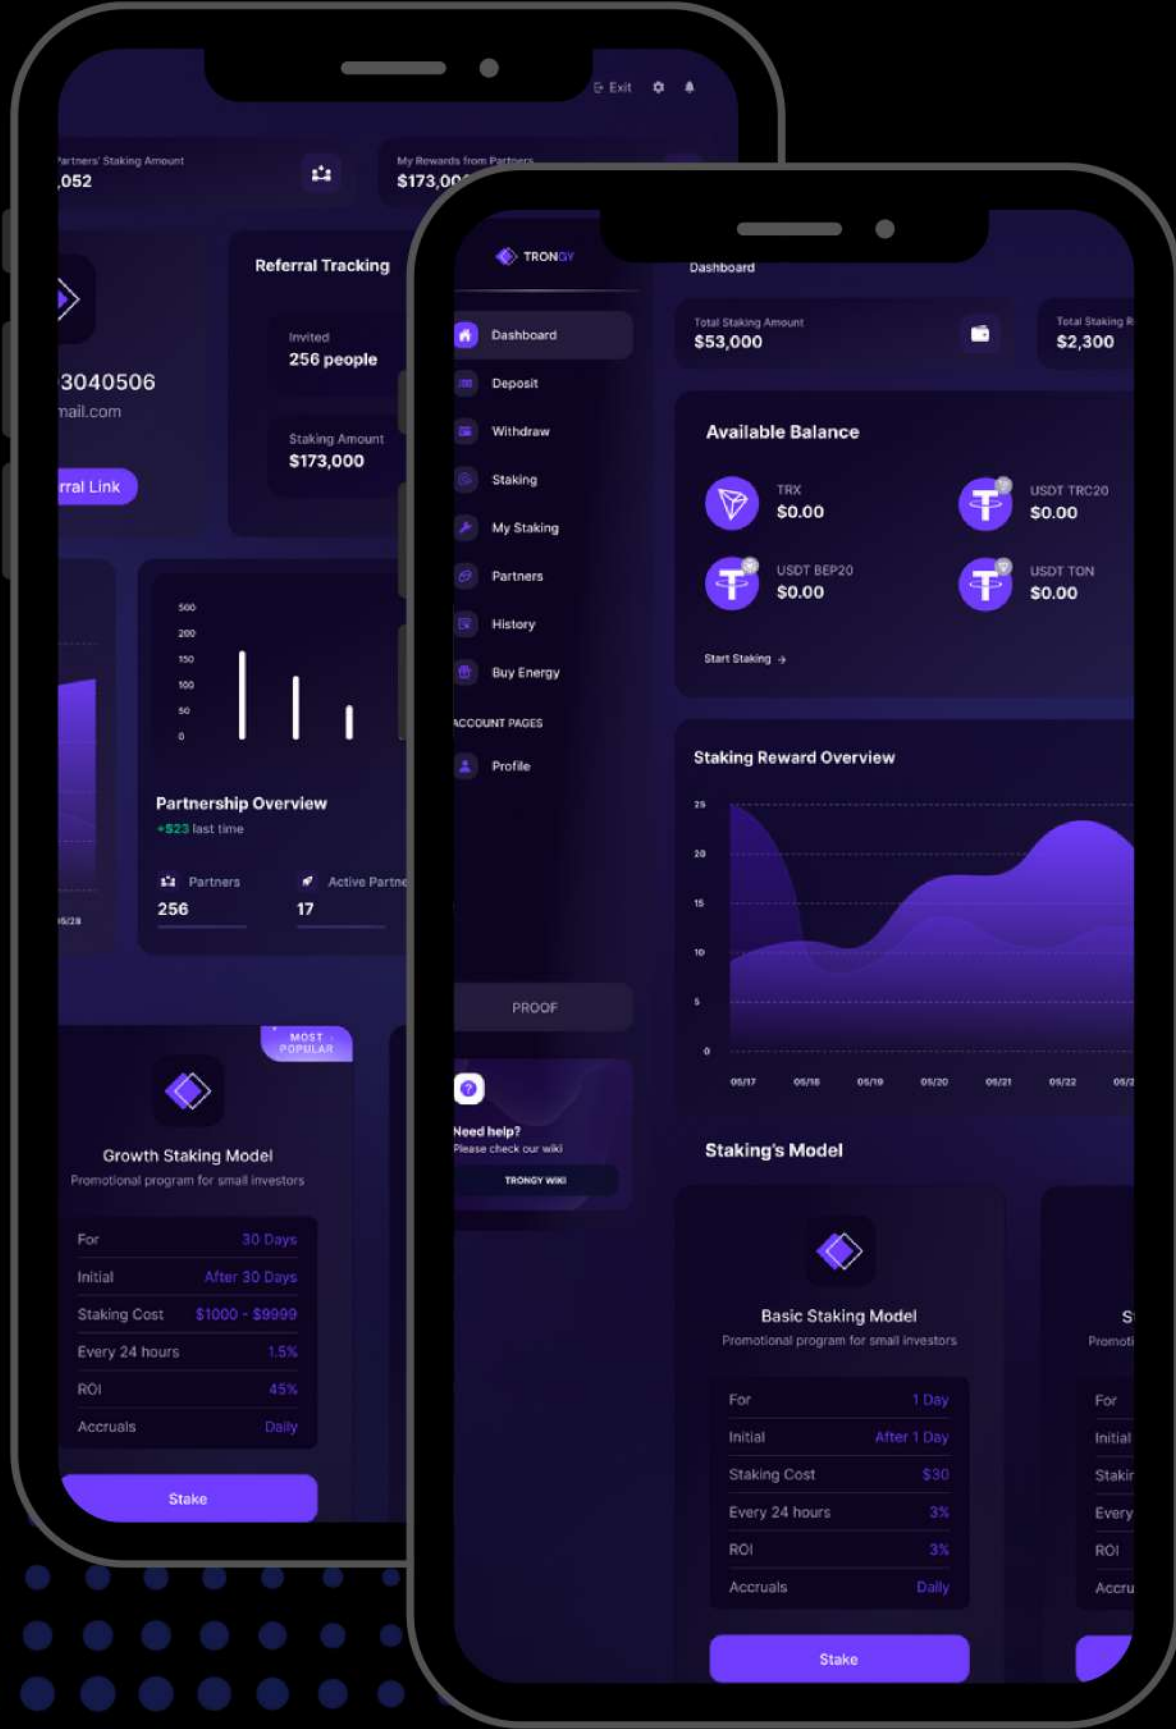 Exit
Partners' Staking Amount
,052
My Rewards from Partners
$173,00
Referral Tracking
Invited
256 people
Staking Amount
$173,000
3040506
mail.com
rral Link
500
200
150
100
50
0
Partnership Overview
+$23 last time
Partners
256
Active Partne
17
05/28
MOST
POPULAR
Growth Staking Model
Promotional program for small investors
For 30 Days
Initial After 30 Days
Staking Cost $1000 - $9999
Every 24 hours 1.5%
ROI 45%
Accruals Daily
Stake
TRONGY
Dashboard
Deposit
Withdraw
Staking
My Staking
Partners
History
Buy Energy
ACCOUNT PAGES
Profile
PROOF
Need help?
Please check our wiki
TRONGY WIKI
Dashboard
Total Staking Amount
$53,000
Total Staking R
$2,300
Available Balance
TRX
$0.00
USDT TRC20
$0.00
USDT BEP20
$0.00
USDT TON
$0.00
Start Staking →
Staking Reward Overview
25
20
15
10
5
0
05/17 05/18 05/19 05/20 05/21 05/22 05/2
Staking's Model
Basic Staking Model
Promotional program for small investors
For 1 Day
Initial After 1 Day
Staking Cost $30
Every 24 hours 3%
ROI 3%
Accruals Daily
Stake
S
Promoti
For
Initial
Stakin
Every
ROI
Accru